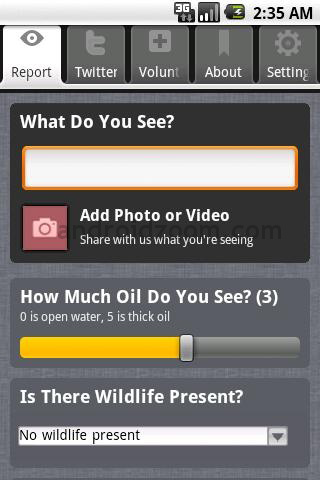 3G
2:35 AM
Report
Twitter
Volunt
About
Setting
What Do You See?
androidzoom.com
Add Photo or Video
Share with us what you're seeing
How Much Oil Do You See? (3)
0 is open water, 5 is thick oil
Is There Wildlife Present?
No wildlife present